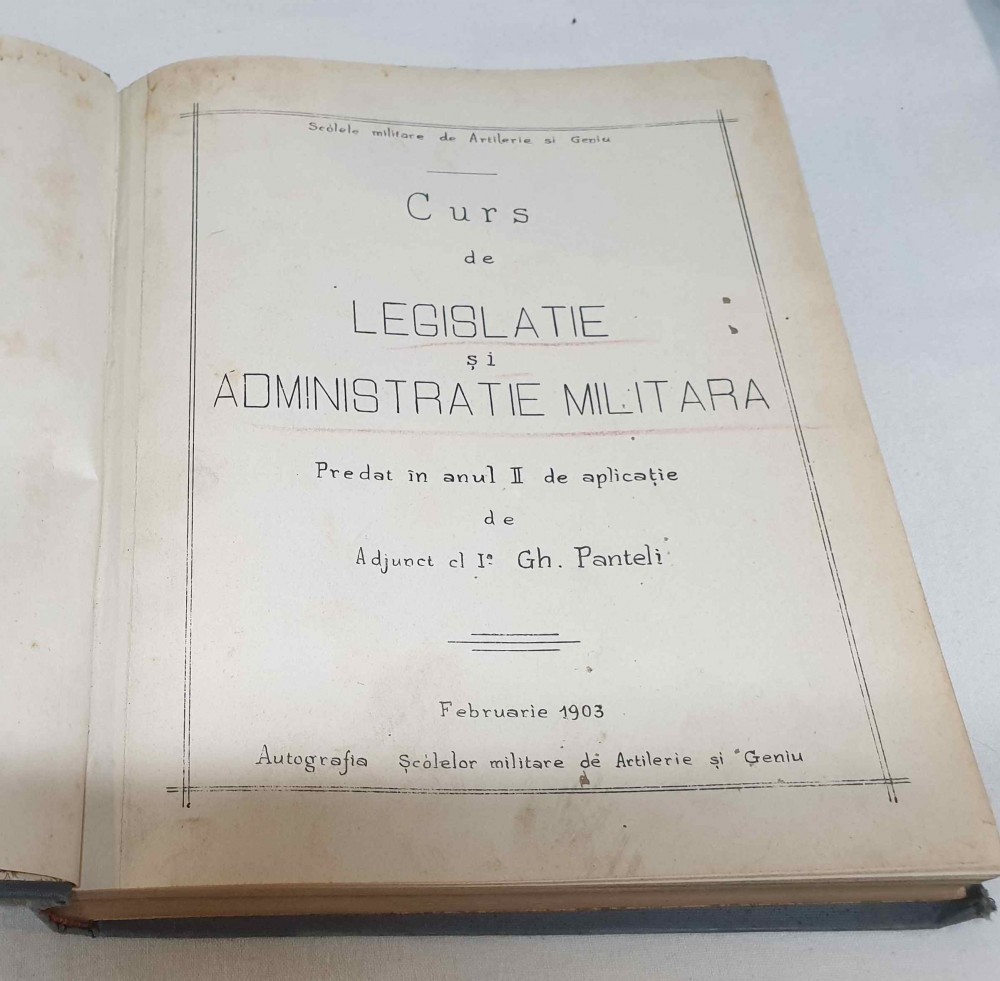 Scólele militare de Artilerie si Geniu
Curs
de
LEGISLATIE
și
ADMINISTRATIE MILITARA
Predat în anul II de aplicație
de
Adjunct cl Iª Gh. Panteli
Februarie 1903
Autografia Șcólelor militare de Artilerie și Geniu